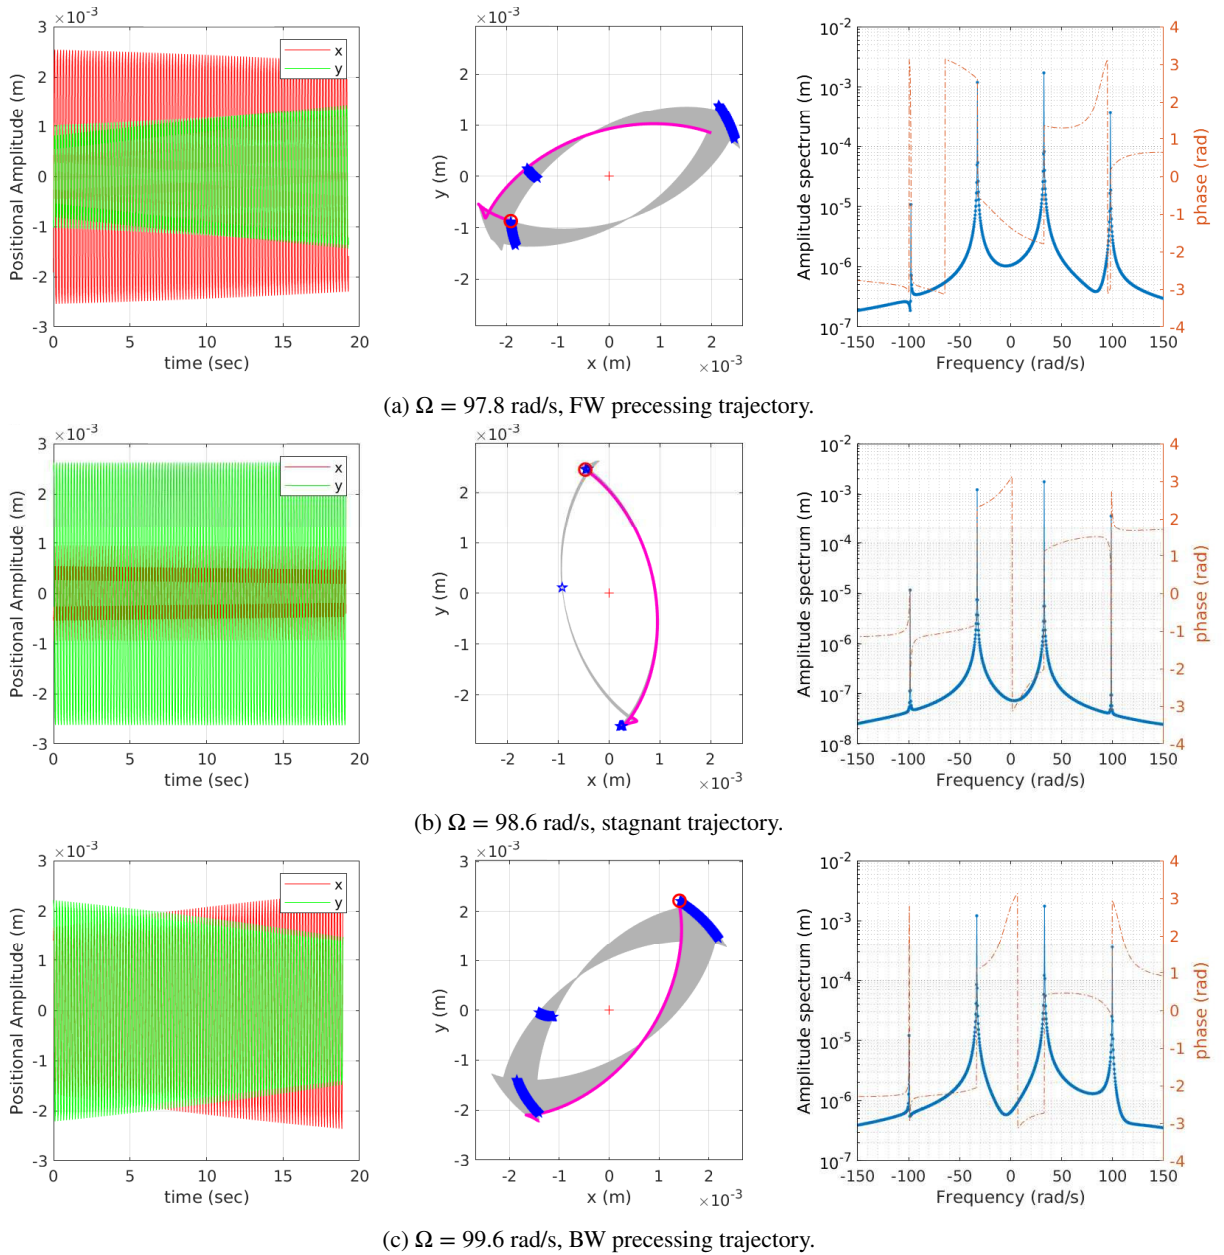 ×10⁻³
3
2
1
0
-1
-2
-3
Positional Amplitude (m)
0 5 10 15 20
time (sec)
x
y
×10⁻³
2
1
0
-1
-2
y (m)
-2 -1 0 1 2
x (m)
×10⁻³
10⁻²
10⁻³
10⁻⁴
10⁻⁵
10⁻⁶
10⁻⁷
Amplitude spectrum (m)
-150 -100 -50 0 50 100 150
Frequency (rad/s)
4
3
2
1
0
-1
-2
-3
-4
phase (rad)
(a) Ω = 97.8 rad/s, FW precessing trajectory.
×10⁻³
3
2
1
0
-1
-2
-3
Positional Amplitude (m)
0 5 10 15 20
time (sec)
x
y
×10⁻³
2
1
0
-1
-2
y (m)
-2 -1 0 1 2
x (m)
×10⁻³
10⁻²
10⁻³
10⁻⁴
10⁻⁵
10⁻⁶
10⁻⁷
10⁻⁸
Amplitude spectrum (m)
-150 -100 -50 0 50 100 150
Frequency (rad/s)
4
3
2
1
0
-1
-2
-3
-4
phase (rad)
(b) Ω = 98.6 rad/s, stagnant trajectory.
×10⁻³
3
2
1
0
-1
-2
-3
Positional Amplitude (m)
0 5 10 15 20
time (sec)
x
y
×10⁻³
3
2
1
0
-1
-2
-3
y (m)
-2 -1 0 1 2
x (m)
×10⁻³
10⁻²
10⁻³
10⁻⁴
10⁻⁵
10⁻⁶
10⁻⁷
Amplitude spectrum (m)
-150 -100 -50 0 50 100 150
Frequency (rad/s)
4
3
2
1
0
-1
-2
-3
-4
phase (rad)
(c) Ω = 99.6 rad/s, BW precessing trajectory.